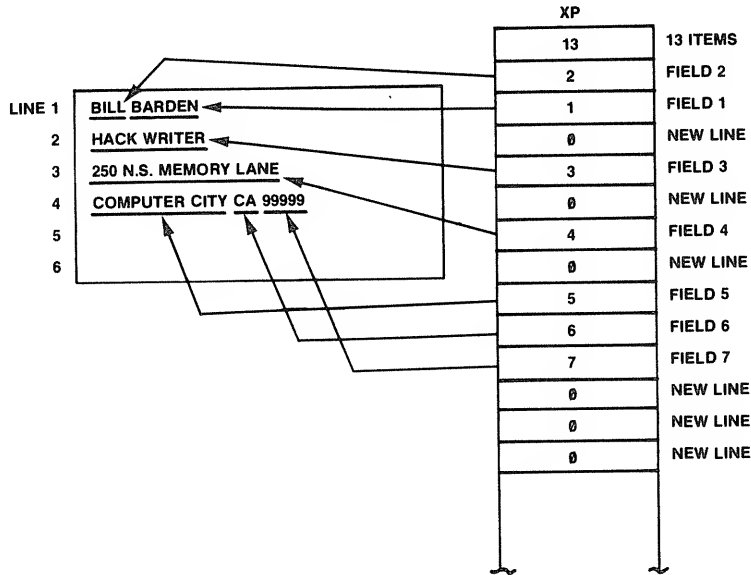 XP
13 13 ITEMS
2 FIELD 2
1 FIELD 1
0 NEW LINE
3 FIELD 3
0 NEW LINE
4 FIELD 4
0 NEW LINE
5 FIELD 5
6 FIELD 6
7 FIELD 7
0 NEW LINE
0 NEW LINE
0 NEW LINE
LINE 1 BILL BARDEN
2 HACK WRITER
3 250 N.S. MEMORY LANE
4 COMPUTER CITY CA 99999
5
6